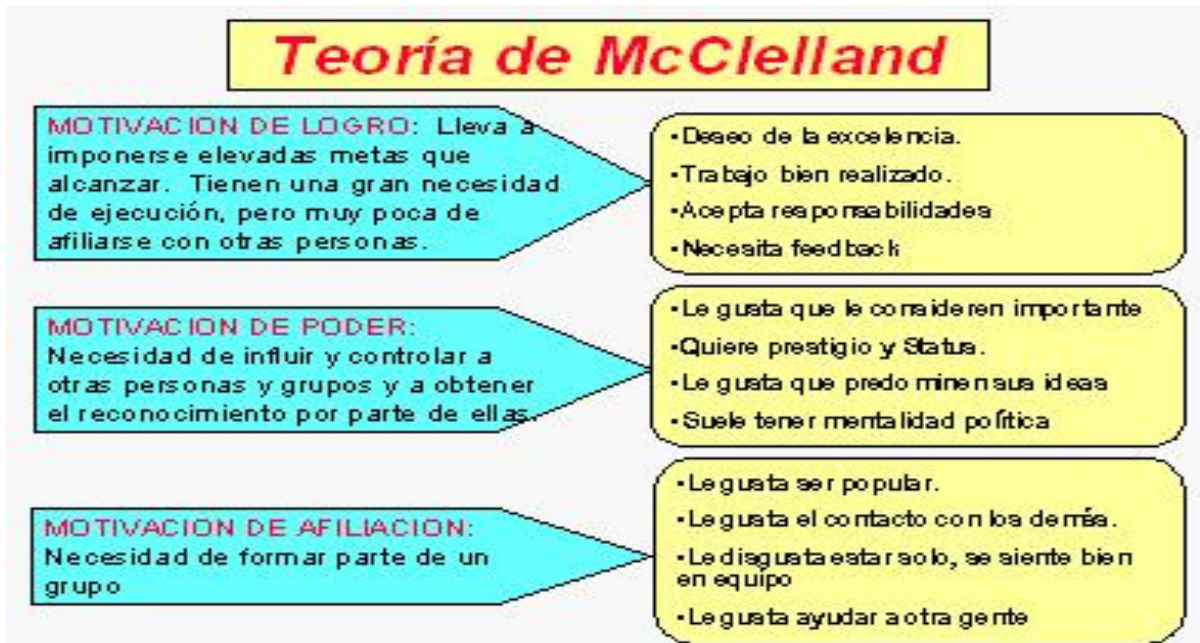 Teoría de McClelland
MOTIVACION DE LOGRO: Lleva a
imponerse elevadas metas que
alcanzar. Tienen una gran necesidad
de ejecución, pero muy poca de
afiliarse con otras personas.
•Deseo de la excelencia.
•Trabajo bien realizado.
•Acepta responsabilidades
•Necesita feedback
MOTIVACION DE PODER:
Necesidad de influir y controlar a
otras personas y grupos y a obtener
el reconocimiento por parte de ellas.
•Le gusta que le consideren importante
•Quiere prestigio y Status.
•Le gusta que predominen sus ideas
•Suele tener mentalidad política
MOTIVACION DE AFILIACION:
Necesidad de formar parte de un
grupo
•Le gusta ser popular.
•Le gusta el contacto con los demás.
•Le disgusta estar solo, se siente bien
en equipo
•Le gusta ayudar a otra gente